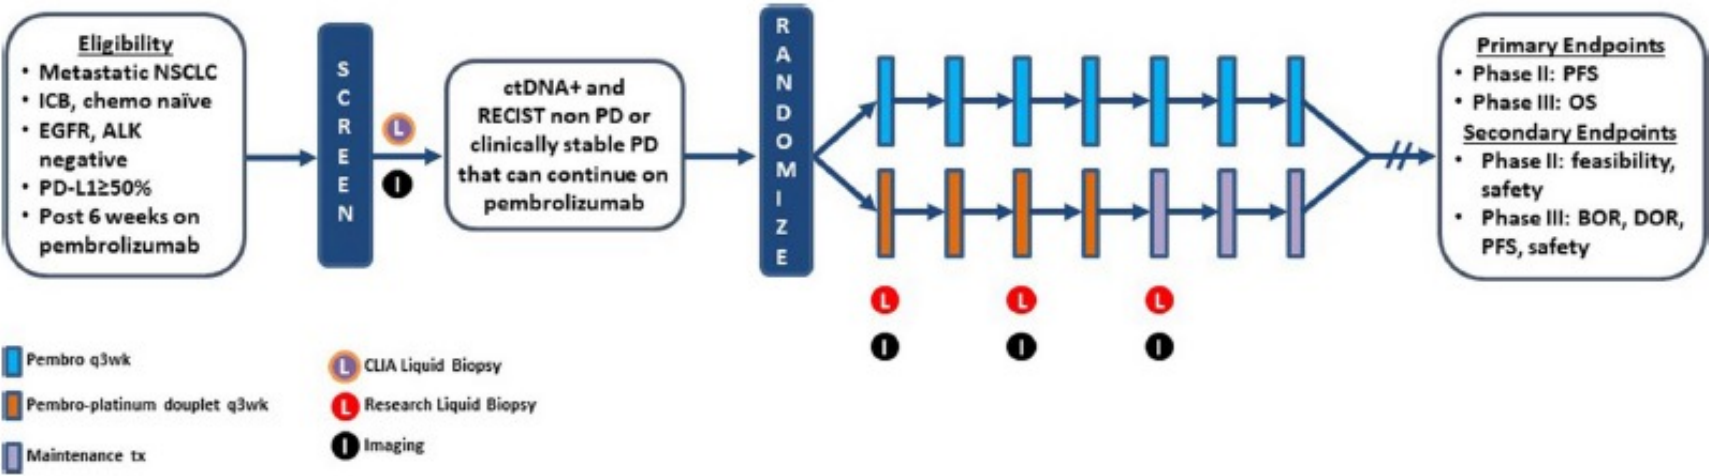 Eligibility
• Metastatic NSCLC
• ICB, chemo naïve
• EGFR, ALK
negative
• PD-L1≥50%
• Post 6 weeks on
pembrolizumab
SCREEN
L
I
ctDNA+ and
RECIST non PD or
clinically stable PD
that can continue on
pembrolizumab
RANDOMIZE
L
I
L
I
L
I
Primary Endpoints
• Phase II: PFS
• Phase III: OS
Secondary Endpoints
• Phase II: feasibility,
safety
• Phase III: BOR, DOR,
PFS, safety
Pembro q3wk
Pembro-platinum douplet q3wk
Maintenance tx
L CLIA Liquid Biopsy
L Research Liquid Biopsy
I Imaging